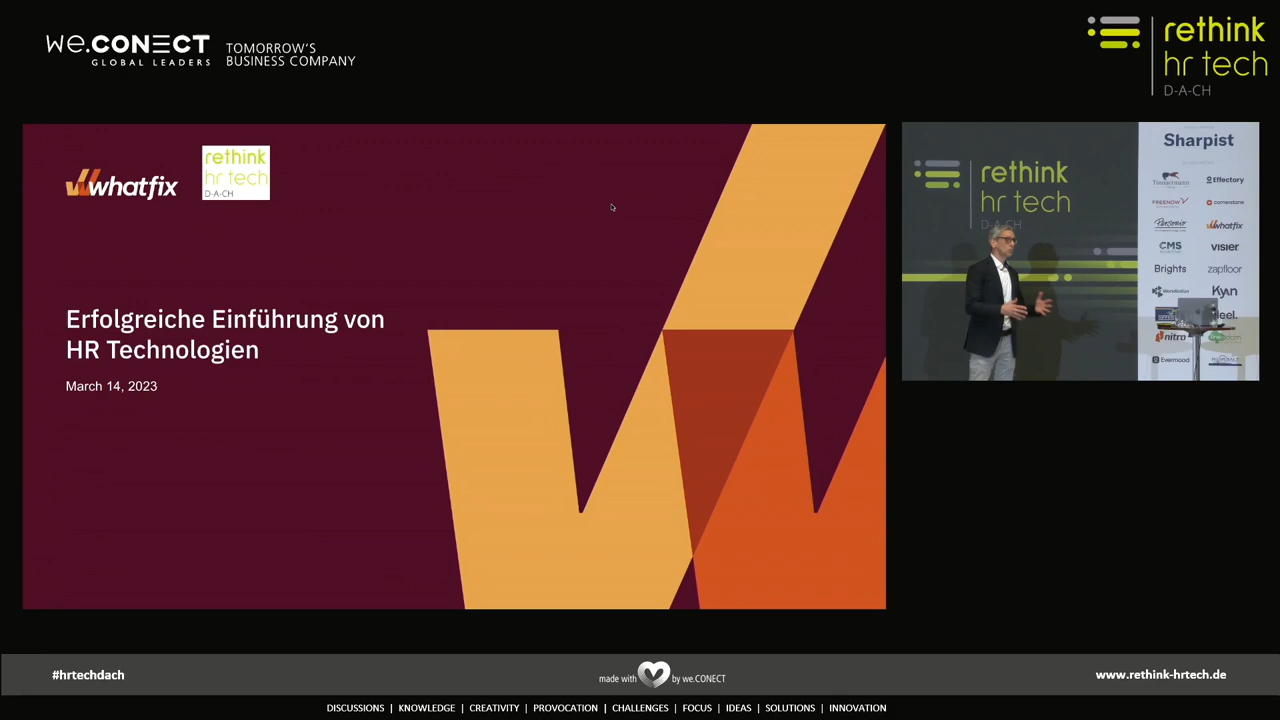 we.CONECT
GLOBAL LEADERS
TOMORROW'S
BUSINESS COMPANY
rethink
hr tech
D-A-CH
whatfix
rethink
hr tech
D-A-CH
Erfolgreiche Einführung von
HR Technologien
March 14, 2023
rethink
hr tech
D-A-CH
Sharpist
Effectory
FREENOW
cornerstone
Personio
whatfix
CMS
VISIER
Brights
zapfloor
Kyan
nitro
Evermood
#hrtechdach
made with by we.CONECT
www.rethink-hrtech.de
DISCUSSIONS | KNOWLEDGE | CREATIVITY | PROVOCATION | CHALLENGES | FOCUS | IDEAS | SOLUTIONS | INNOVATION